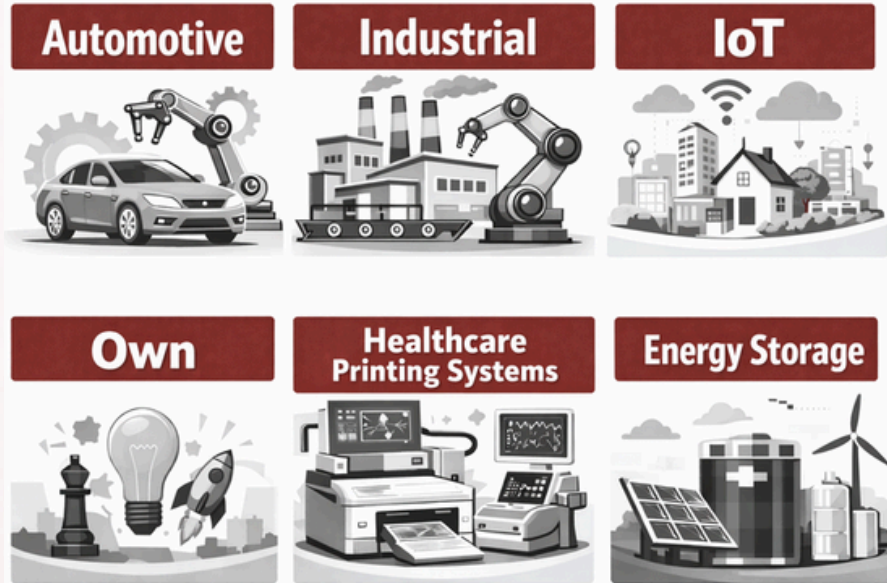 Automotive
Industrial
IoT
Own
Healthcare
Printing Systems
Energy Storage